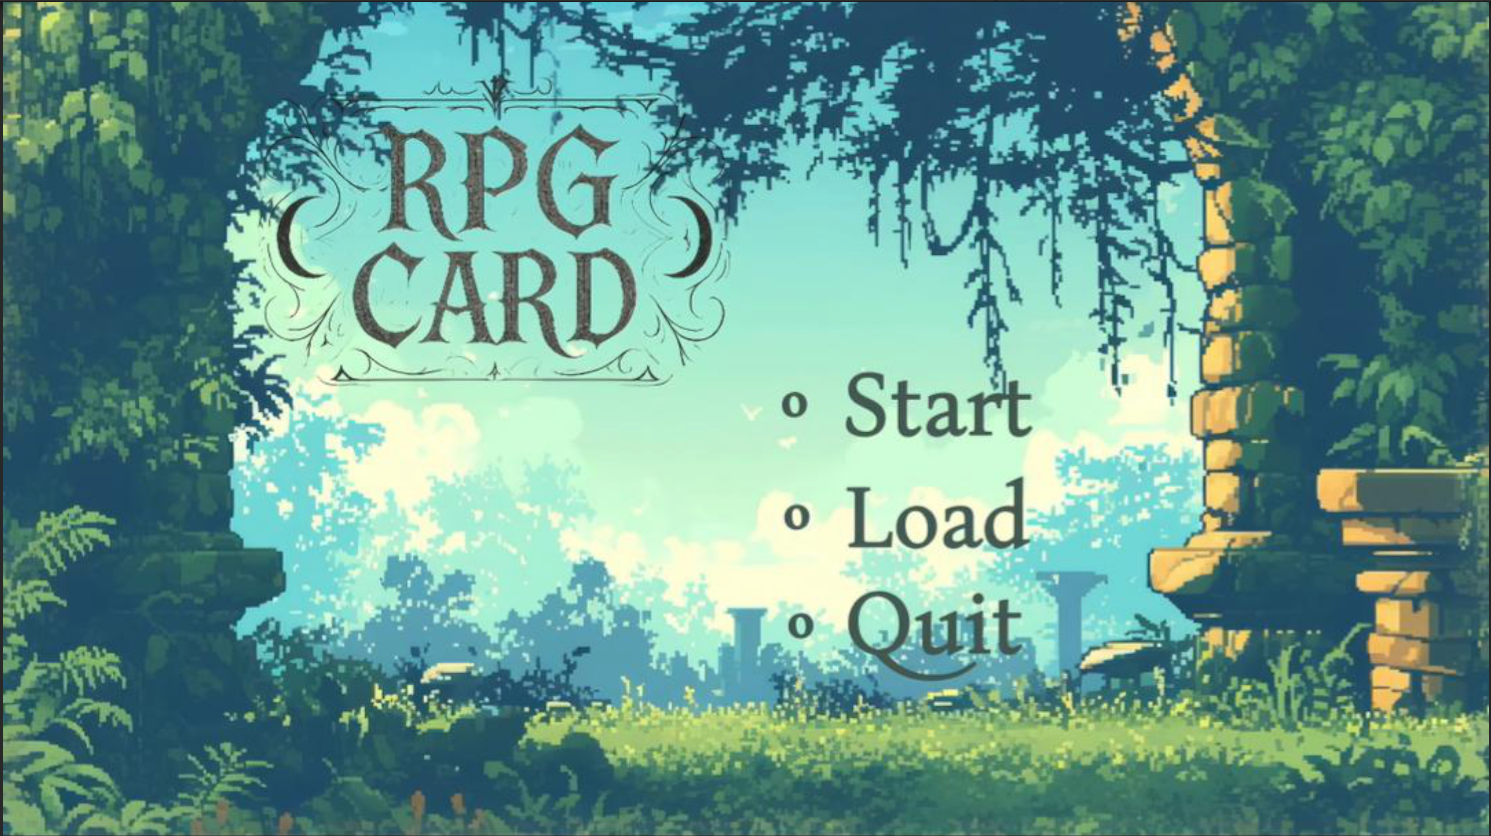 RPG
CARD
o Start
o Load
o Quit